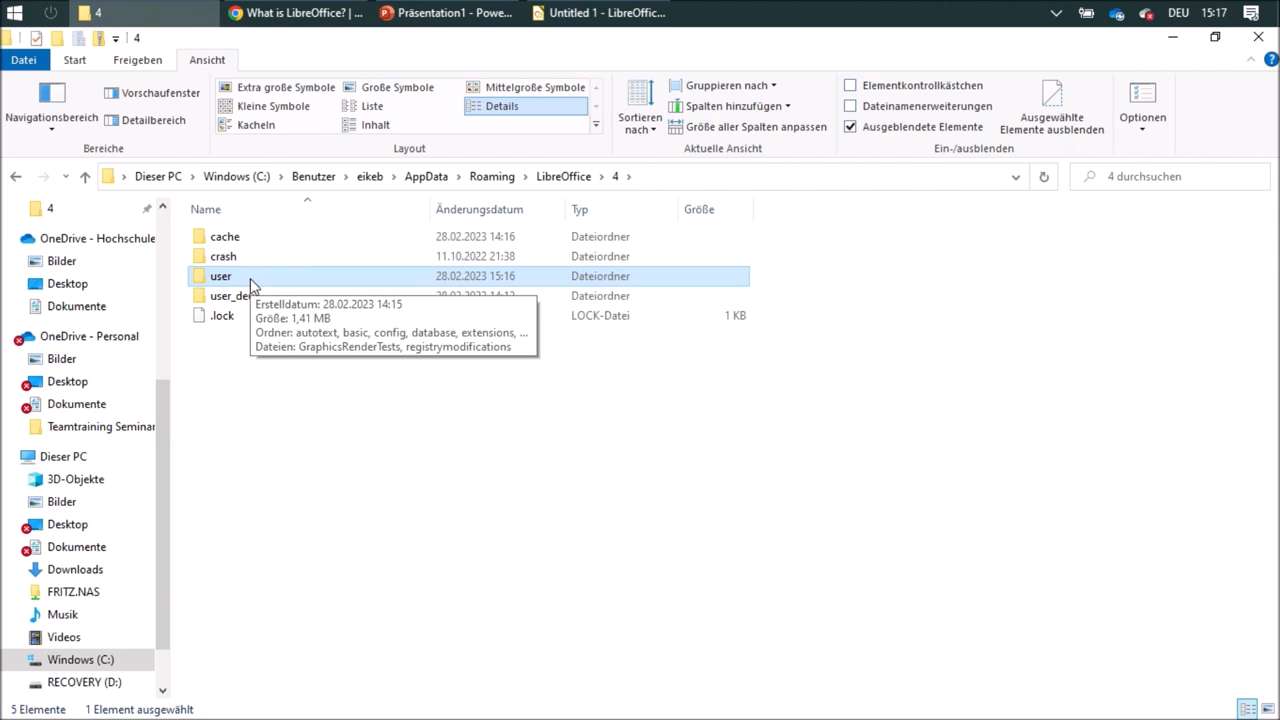 4
What is LibreOffice? | ...
Präsentation1 - Powe...
Untitled 1 - LibreOffic...
DEU
15:17
4
Datei
Start
Freigeben
Ansicht
Navigationsbereich
Vorschaufenster
Detailbereich
Bereiche
Extra große Symbole
Große Symbole
Mittelgroße Symbole
Kleine Symbole
Liste
Details
Kacheln
Inhalt
Layout
Sortieren
nach
Gruppieren nach
Spalten hinzufügen
Größe aller Spalten anpassen
Aktuelle Ansicht
Elementkontrollkästchen
Dateinamenerweiterungen
Ausgeblendete Elemente
Ausgewählte
Elemente ausblenden
Ein-/ausblenden
Optionen
Dieser PC
Windows (C:)
Benutzer
eikeb
AppData
Roaming
LibreOffice
4
4 durchsuchen
4
OneDrive - Hochschule
Bilder
Desktop
Dokumente
OneDrive - Personal
Bilder
Desktop
Dokumente
Teamtraining Seminar
Dieser PC
3D-Objekte
Bilder
Desktop
Dokumente
Downloads
FRITZ.NAS
Musik
Videos
Windows (C:)
RECOVERY (D:)
Name Änderungsdatum Typ Größe
cache 28.02.2023 14:16 Dateiordner
crash 11.10.2022 21:38 Dateiordner
user 28.02.2023 15:16 Dateiordner
Dateiordner
.lock LOCK-Datei 1 KB
Erstelldatum: 28.02.2023 14:15
Größe: 1,41 MB
Ordner: autotext, basic, config, database, extensions, ...
Dateien: GraphicsRenderTests, registrymodifications
5 Elemente
1 Element ausgewählt